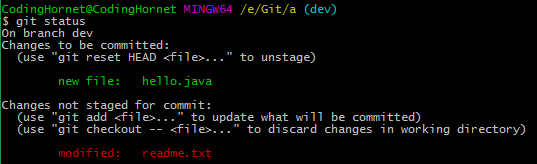 CodingHornet@CodingHornet MINGW64 /e/Git/a (dev)
$ git status
On branch dev
Changes to be committed:
  (use "git reset HEAD <file>..." to unstage)

        new file:   hello.java

Changes not staged for commit:
  (use "git add <file>..." to update what will be committed)
  (use "git checkout -- <file>..." to discard changes in working directory)

        modified:   readme.txt